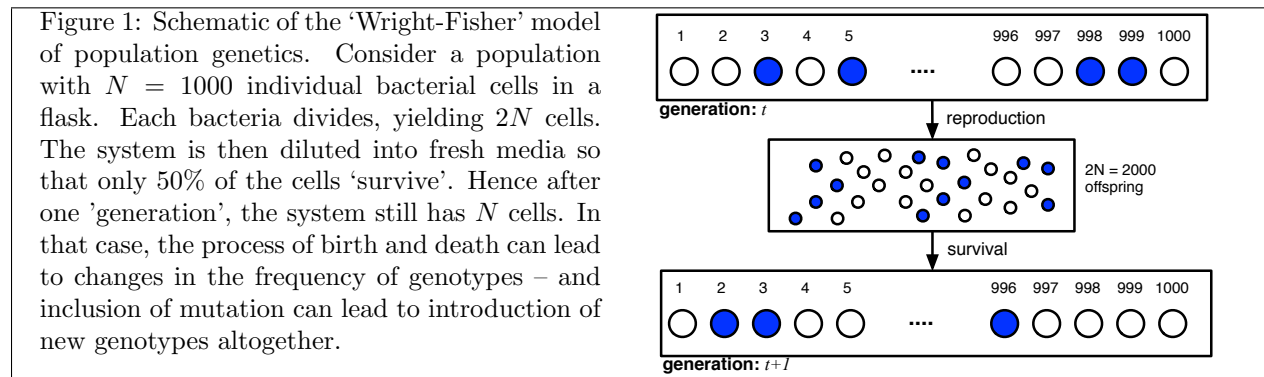 Figure 1: Schematic of the ‘Wright-Fisher’ model
of population genetics. Consider a population
with N = 1000 individual bacterial cells in a
flask. Each bacteria divides, yielding 2N cells.
The system is then diluted into fresh media so
that only 50% of the cells ‘survive’. Hence after
one ’generation’, the system still has N cells. In
that case, the process of birth and death can lead
to changes in the frequency of genotypes – and
inclusion of mutation can lead to introduction of
new genotypes altogether.
1 2 3 4 5 996 997 998 999 1000
....
generation: t
reproduction
2N = 2000
offspring
survival
1 2 3 4 5 996 997 998 999 1000
....
generation: t+1